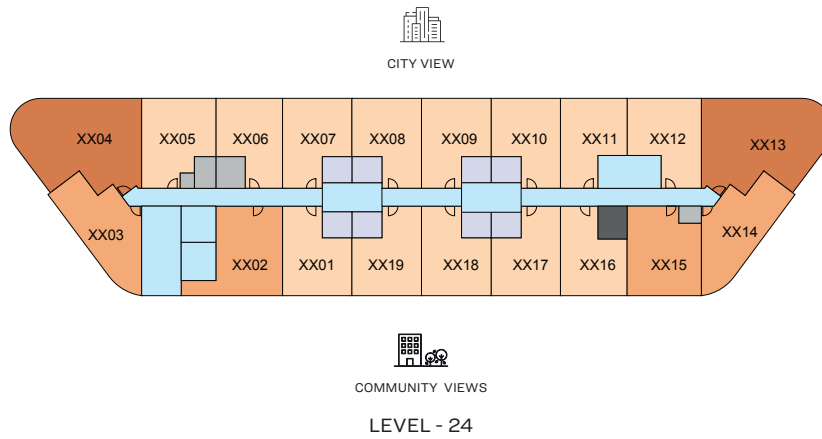 CITY VIEW
XX04
XX05
XX06
XX07
XX08
XX09
XX10
XX11
XX12
XX13
XX03
XX02
XX01
XX19
XX18
XX17
XX16
XX15
XX14
COMMUNITY VIEWS
LEVEL - 24